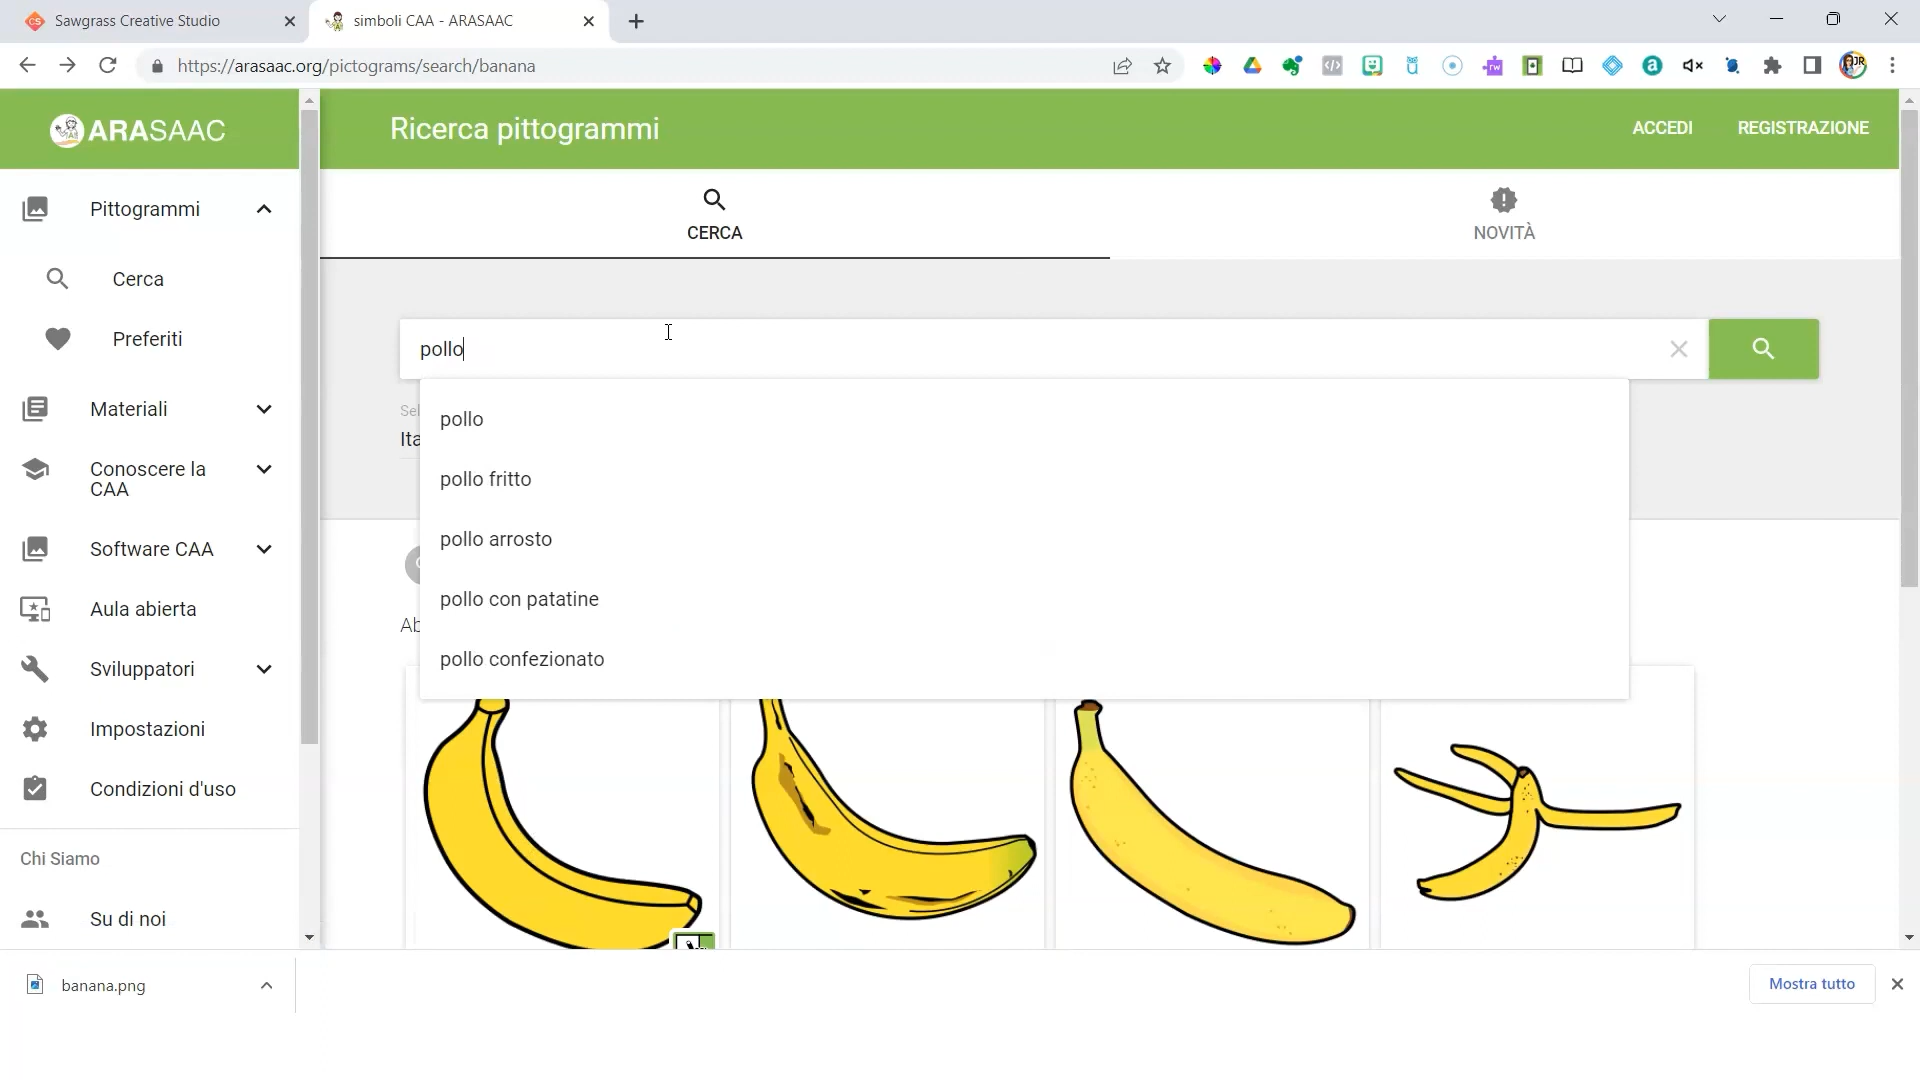 Sawgrass Creative Studio
simboli CAA - ARASAAC
https://arasaac.org/pictograms/search/banana
ARASAAC
Ricerca pittogrammi
ACCEDI
REGISTRAZIONE
Pittogrammi
CERCA
NOVITÀ
Cerca
Preferiti
pollo
Materiali
pollo
Ita
Conoscere la
CAA
pollo fritto
Software CAA
pollo arrosto
Aula abierta
pollo con patatine
Sviluppatori
pollo confezionato
Impostazioni
Condizioni d'uso
Chi Siamo
Su di noi
banana.png
Mostra tutto